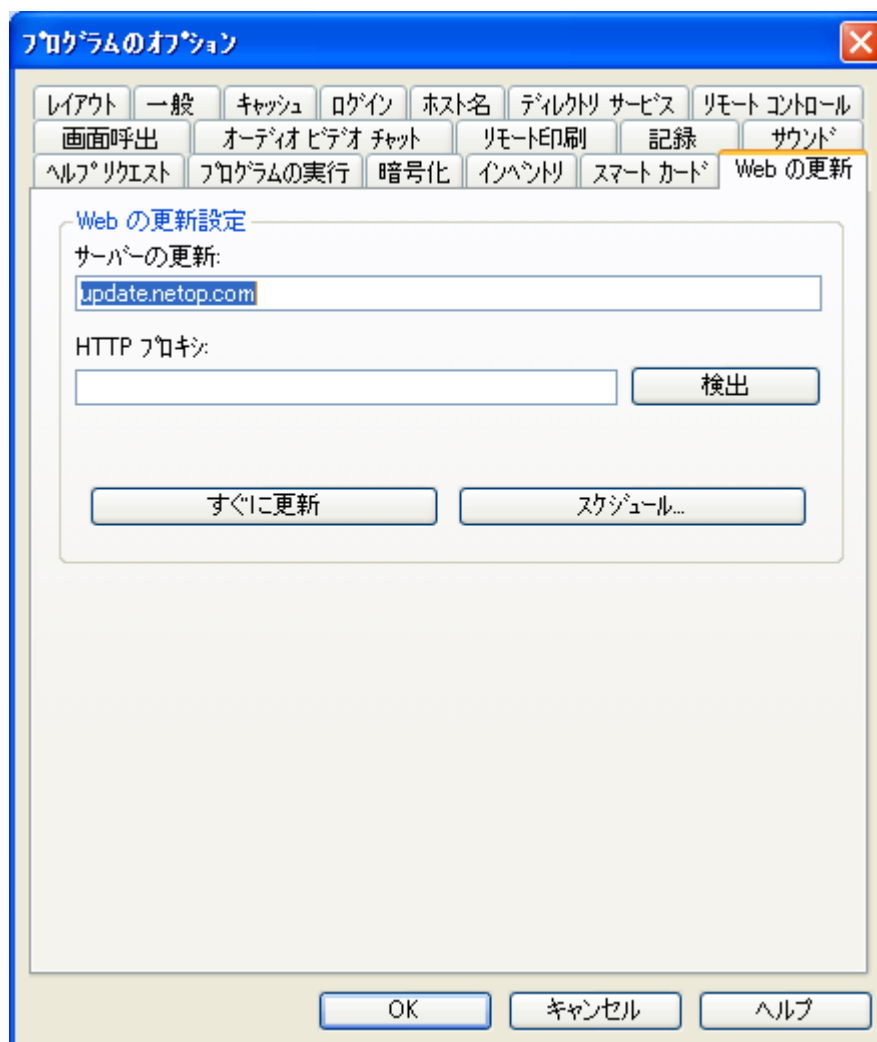 プログラムのオプション
レイアウト 一般 キャッシュ ログイン ホスト名 ディレクトリ サービス リモート コントロール
画面呼出 オーディオ ビデオ チャット リモート印刷 記録 サウンド
ヘルプ リクエスト プログラムの実行 暗号化 インベントリ スマート カード Web の更新
Web の更新設定
サーバーの更新:
update.netop.com
HTTP プロキシ:
検出
すぐに更新 スケジュール...
OK キャンセル ヘルプ